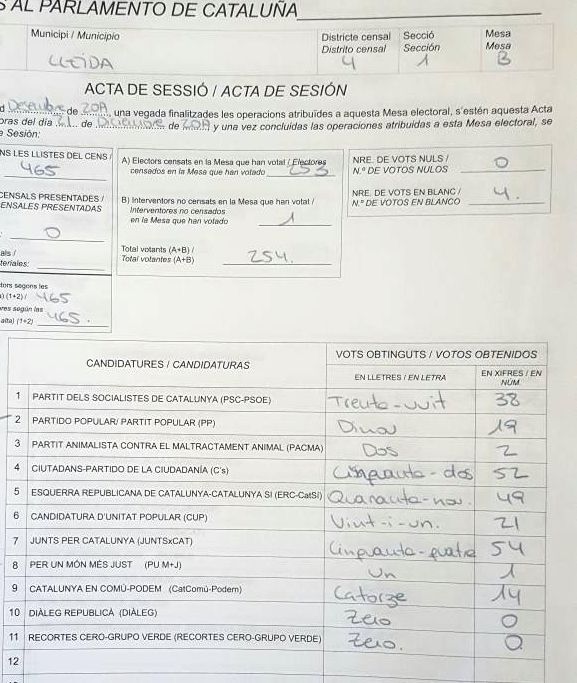 S AL PARLAMENTO DE CATALUÑA
Municipi / Municipio
Districte censal
Distrito censal
Secció
Sección
Mesa
Mesa
LLEIDA
4
1
B
ACTA DE SESSIÓ / ACTA DE SESIÓN
d Desembre de 2017, una vegada finalitzades les operacions atribuïdes a aquesta Mesa electoral, s'estén aquesta Acta
oras del día 21 de Diciembre de 2017 y una vez concluidas las operaciones atribuidas a esta Mesa electoral, se
e Sesión:
NS LES LLISTES DEL CENS /
465
A) Electors censats en la Mesa que han votat / Electores
censados en la Mesa que han votado 253
NRE. DE VOTS NULS /
N.º DE VOTOS NULOS 0
CENSALS PRESENTADES /
ENSALES PRESENTADAS
0
B) Interventors no censats en la Mesa que han votat /
Interventores no censados
en la Mesa que han votado 1
NRE. DE VOTS EN BLANC /
N.º DE VOTOS EN BLANCO 4.
als /
teriales:
Total votants (A+B) /
Total votantes (A+B) 254.
tors segons les
a) (1+2) / 465
ores según las
alta) (1+2) 465.
CANDIDATURES / CANDIDATURAS
VOTS OBTINGUTS / VOTOS OBTENIDOS
EN LLETRES / EN LETRA
EN XIFRES / EN
NÚM.
1 PARTIT DELS SOCIALISTES DE CATALUNYA (PSC-PSOE) Trenta-vuit 38
2 PARTIDO POPULAR/ PARTIT POPULAR (PP) Dinou 19
3 PARTIT ANIMALISTA CONTRA EL MALTRACTAMENT ANIMAL (PACMA) Dos 2
4 CIUTADANS-PARTIDO DE LA CIUDADANÍA (C's) Cinquanta-dos 52
5 ESQUERRA REPUBLICANA DE CATALUNYA-CATALUNYA SI (ERC-CatSí) Quaranta-nou. 49
6 CANDIDATURA D'UNITAT POPULAR (CUP) Vint-i-un. 21
7 JUNTS PER CATALUNYA (JUNTSxCAT) Cinquanta-quatre 54
8 PER UN MÓN MÉS JUST (PU M+J) Un 1
9 CATALUNYA EN COMÚ-PODEM (CatComú-Podem) Catorze 14
10 DIÀLEG REPUBLICÀ (DIÀLEG) Zero 0
11 RECORTES CERO-GRUPO VERDE (RECORTES CERO-GRUPO VERDE) Zero. 0
12